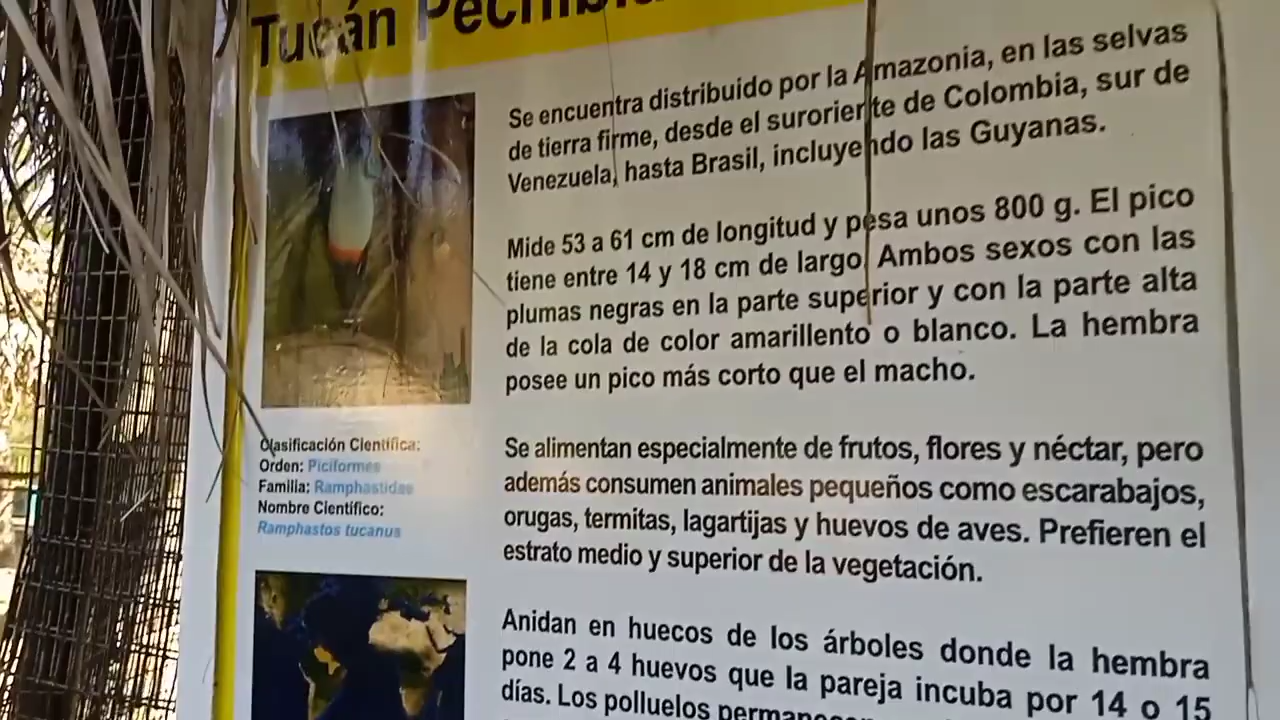 Tucán
Se encuentra distribuido por la Amazonia, en las selvas
de tierra firme, desde el suroriente de Colombia, sur de
Venezuela, hasta Brasil, incluyendo las Guyanas.
Mide 53 a 61 cm de longitud y pesa unos 800 g. El pico
tiene entre 14 y 18 cm de largo. Ambos sexos con las
plumas negras en la parte superior y con la parte alta
de la cola de color amarillento o blanco. La hembra
posee un pico más corto que el macho.
Clasificación Científica:
Orden: Piciformes
Familia: Ramphastidae
Nombre Científico:
Ramphastos tucanus
Se alimentan especialmente de frutos, flores y néctar, pero
además consumen animales pequeños como escarabajos,
orugas, termitas, lagartijas y huevos de aves. Prefieren el
estrato medio y superior de la vegetación.
Anidan en huecos de los árboles donde la hembra
pone 2 a 4 huevos que la pareja incuba por 14 o 15
días. Los polluelos